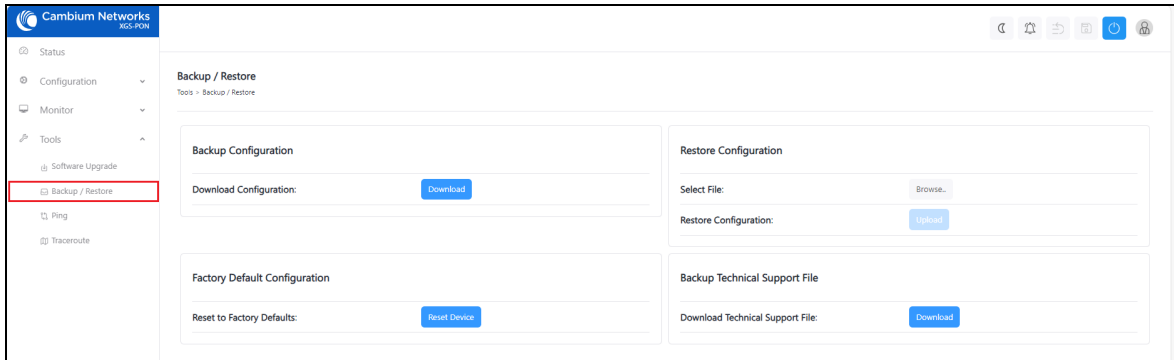 Cambium Networks
XGS-PON
Status
Configuration
Monitor
Tools
Software Upgrade
Backup / Restore
Ping
Traceroute
Backup / Restore
Tools > Backup / Restore
Backup Configuration
Download Configuration: Download
Restore Configuration
Select File: Browse..
Restore Configuration: Upload
Factory Default Configuration
Reset to Factory Defaults: Reset Device
Backup Technical Support File
Download Technical Support File: Download